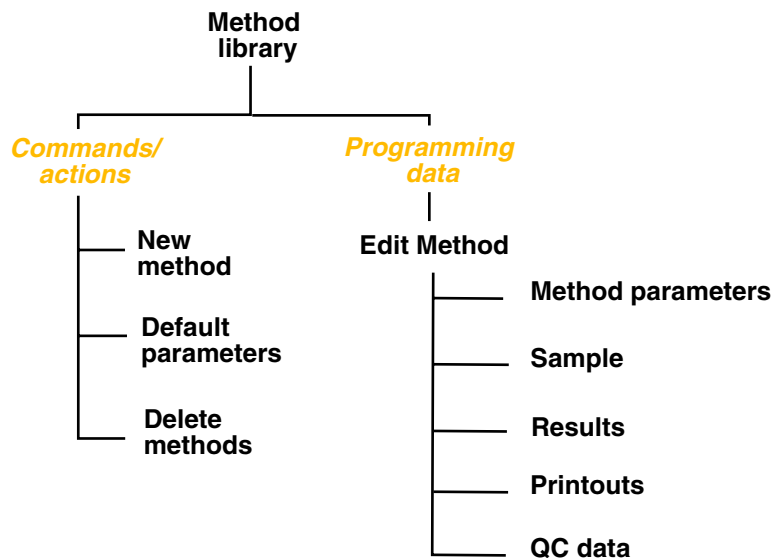 Method
library
Commands/
actions
New
method
Default
parameters
Delete
methods
Programming
data
Edit Method
Method parameters
Sample
Results
Printouts
QC data